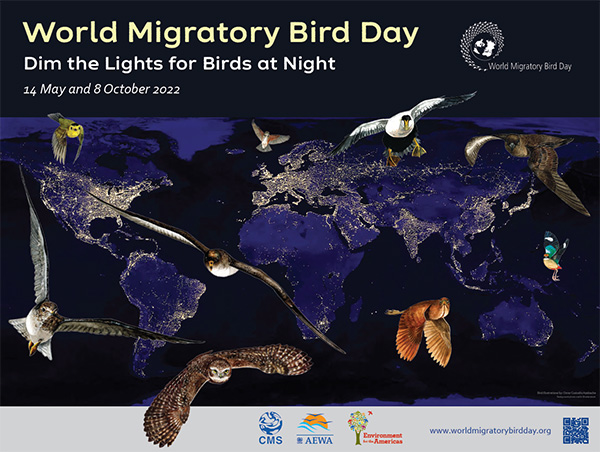 World Migratory Bird Day
Dim the Lights for Birds at Night
14 May and 8 October 2022
World Migratory Bird Day
CMS
AEWA
Environment
for the
Americas
www.worldmigratorybirdday.org